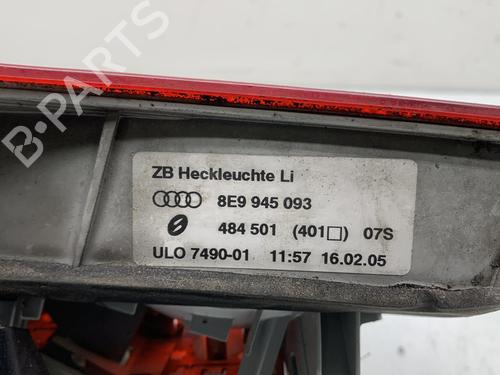 B-PARTS
ZB Heckleuchte Li
8E9 945 093
484 501 (401□) 07S
ULO 7490-01 11:57 16.02.05